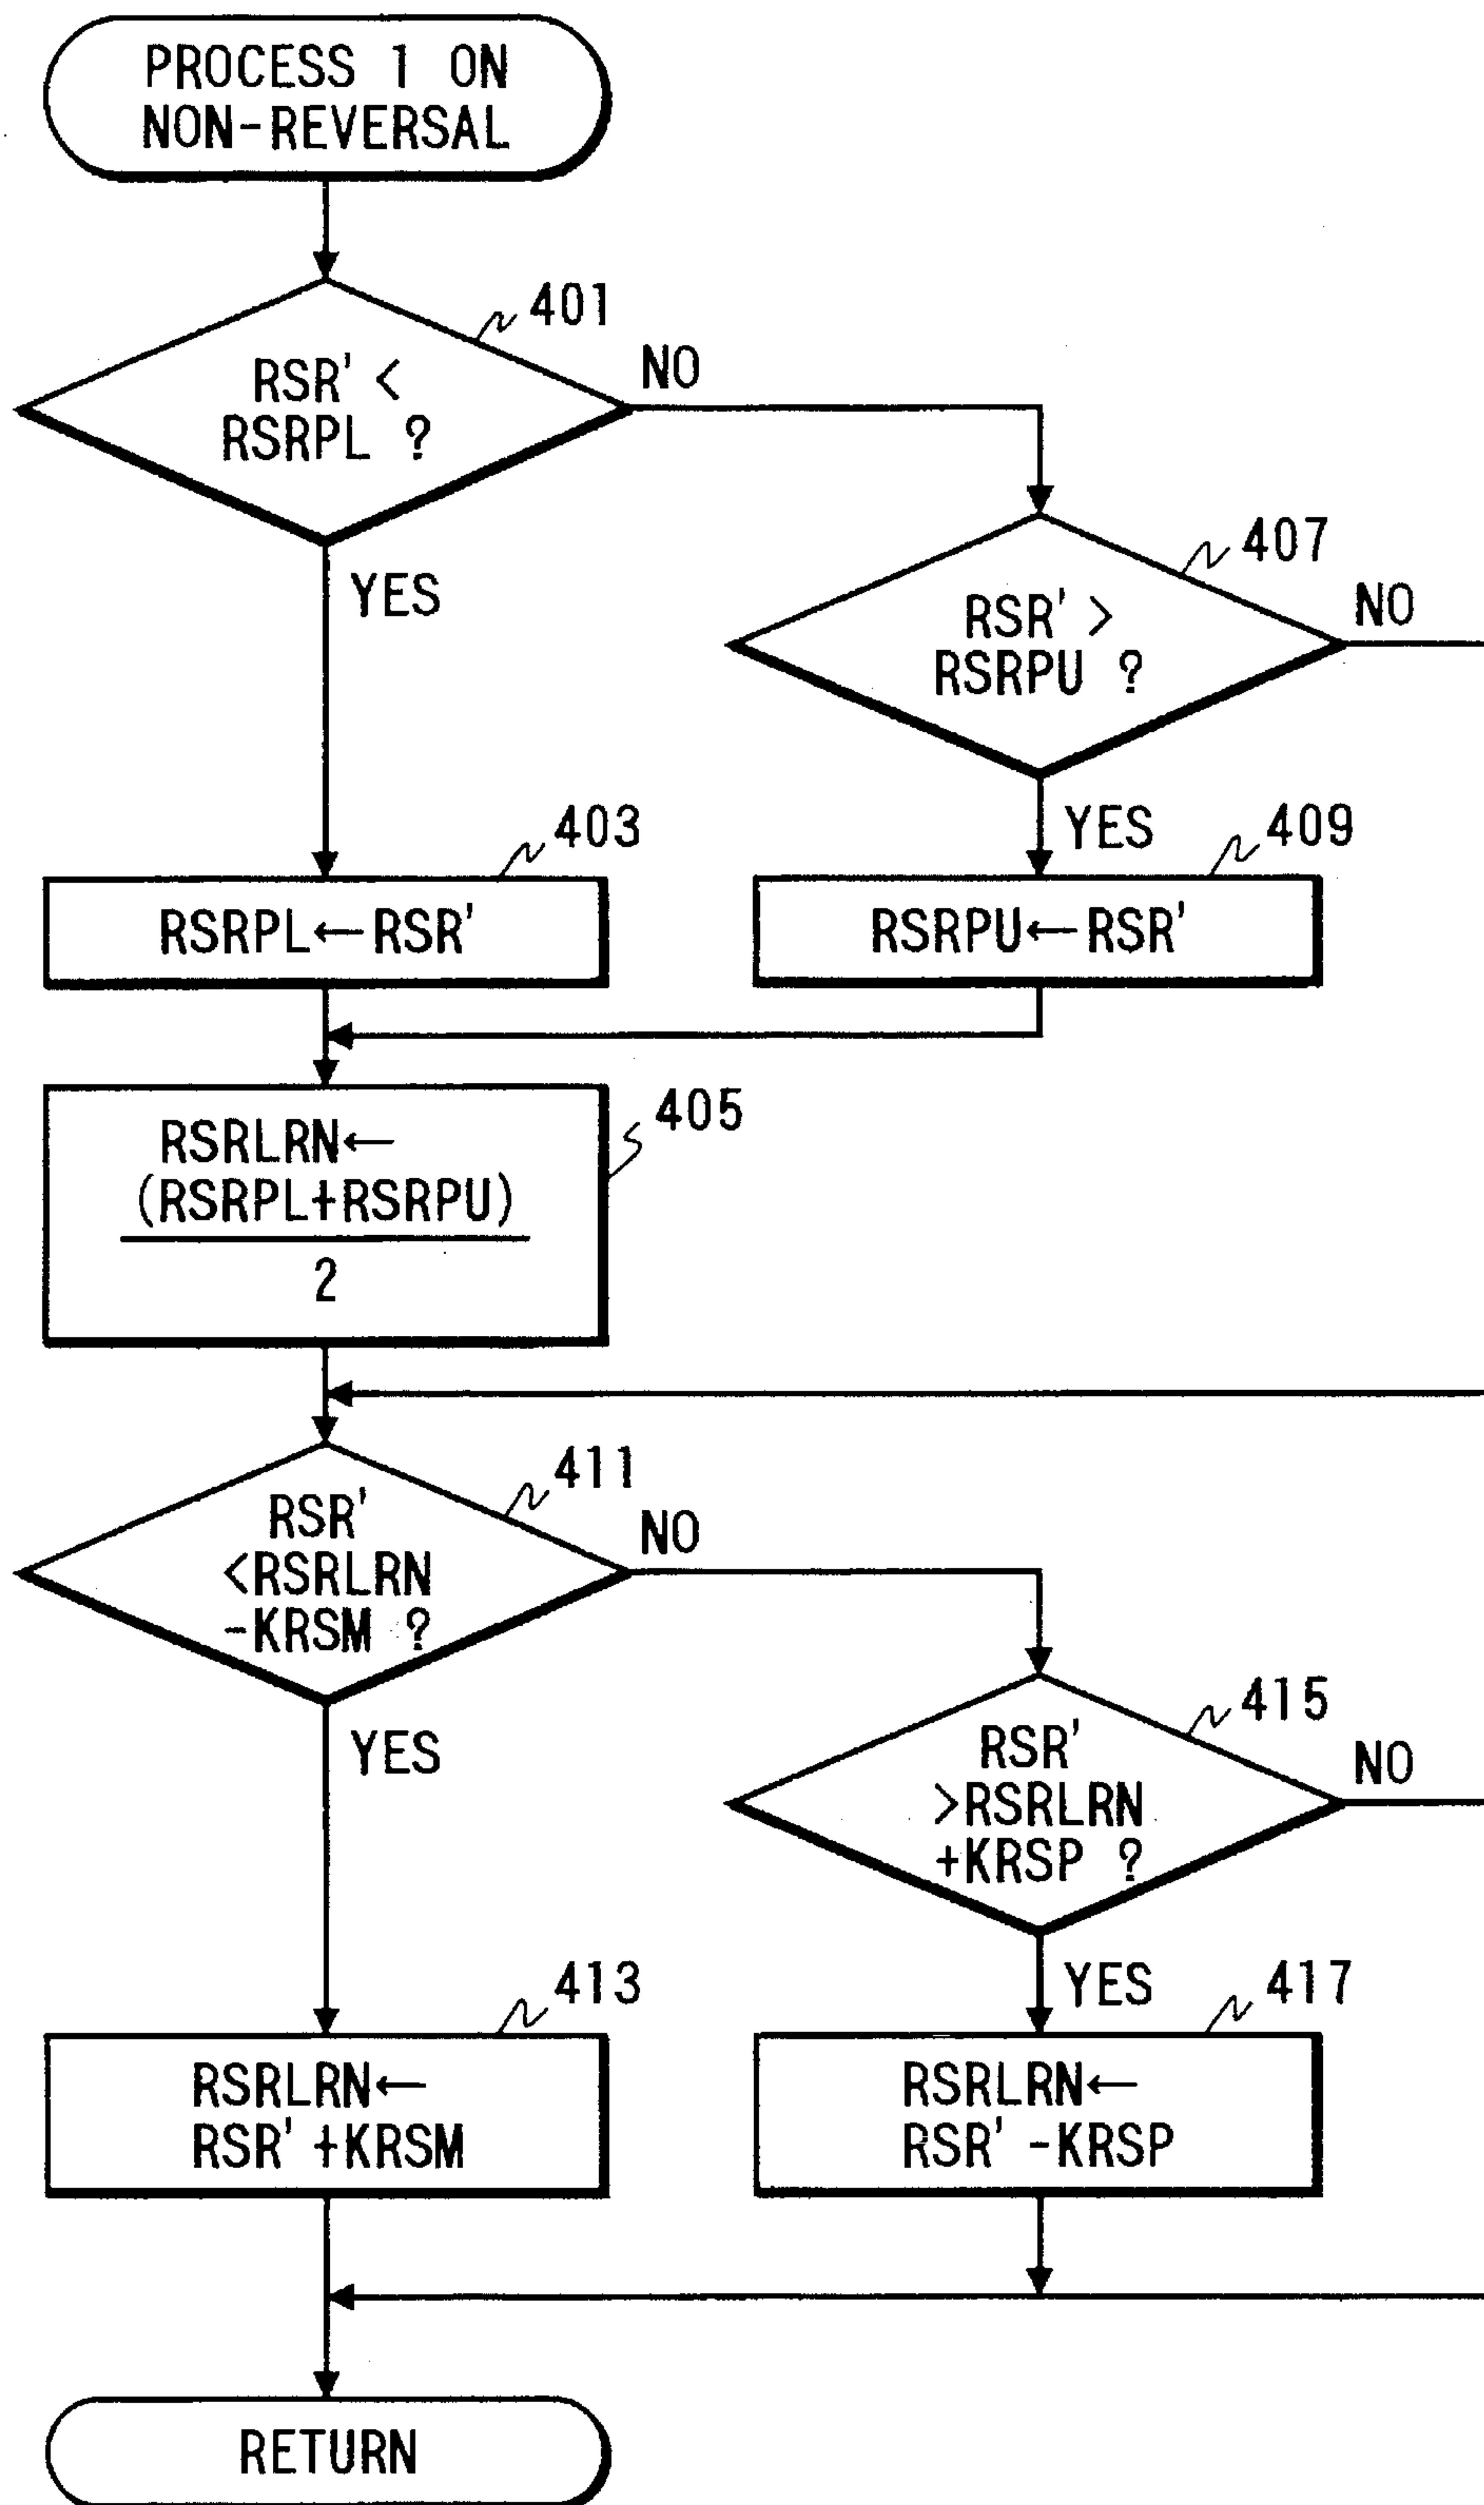 PROCESS 1 ON
NON-REVERSAL
401
RSR' <
RSRPL ?
NO
YES
407
RSR' >
RSRPU ?
NO
YES
403
RSRPL←RSR'
409
RSRPU←RSR'
405
RSRLRN←
(RSRPL+RSRPU)
2
411
RSR'
<RSRLRN
-KRSM ?
NO
YES
415
RSR'
>RSRLRN
+KRSP ?
NO
YES
413
RSRLRN←
RSR' +KRSM
417
RSRLRN←
RSR' -KRSP
RETURN